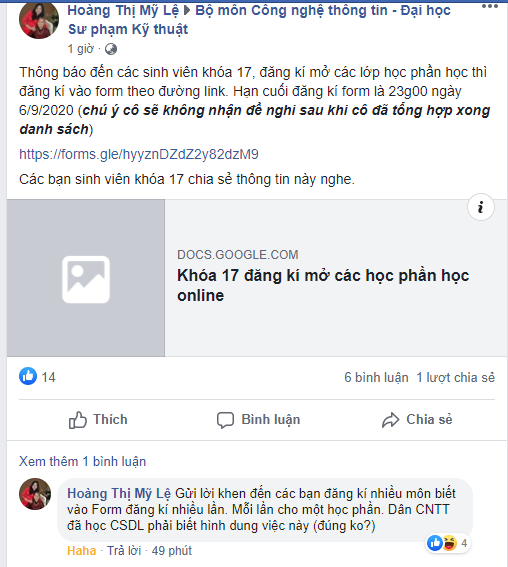 Hoàng Thị Mỹ Lệ ▶ Bộ môn Công nghệ thông tin - Đại học
Sư phạm Kỹ thuật
1 giờ ·
Thông báo đến các sinh viên khóa 17, đăng kí mở các lớp học phần học thì
đăng kí vào form theo đường link. Hạn cuối đăng kí form là 23g00 ngày
6/9/2020 (chú ý cô sẽ không nhận đề nghi sau khi cô đã tổng hợp xong
danh sách)
https://forms.gle/hyyznDZdZ2y82dzM9
Các bạn sinh viên khóa 17 chia sẻ thông tin này nghe.
DOCS.GOOGLE.COM
Khóa 17 đăng kí mở các học phần học
online
14
6 bình luận 1 lượt chia sẻ
Thích Bình luận Chia sẻ
Xem thêm 1 bình luận
Hoàng Thị Mỹ Lệ Gửi lời khen đến các bạn đăng kí nhiều môn biết
vào Form đăng kí nhiều lần. Mỗi lần cho một học phần. Dân CNTT
đã học CSDL phải biết hình dung việc này (đúng ko?)
4
Haha · Trả lời · 49 phút